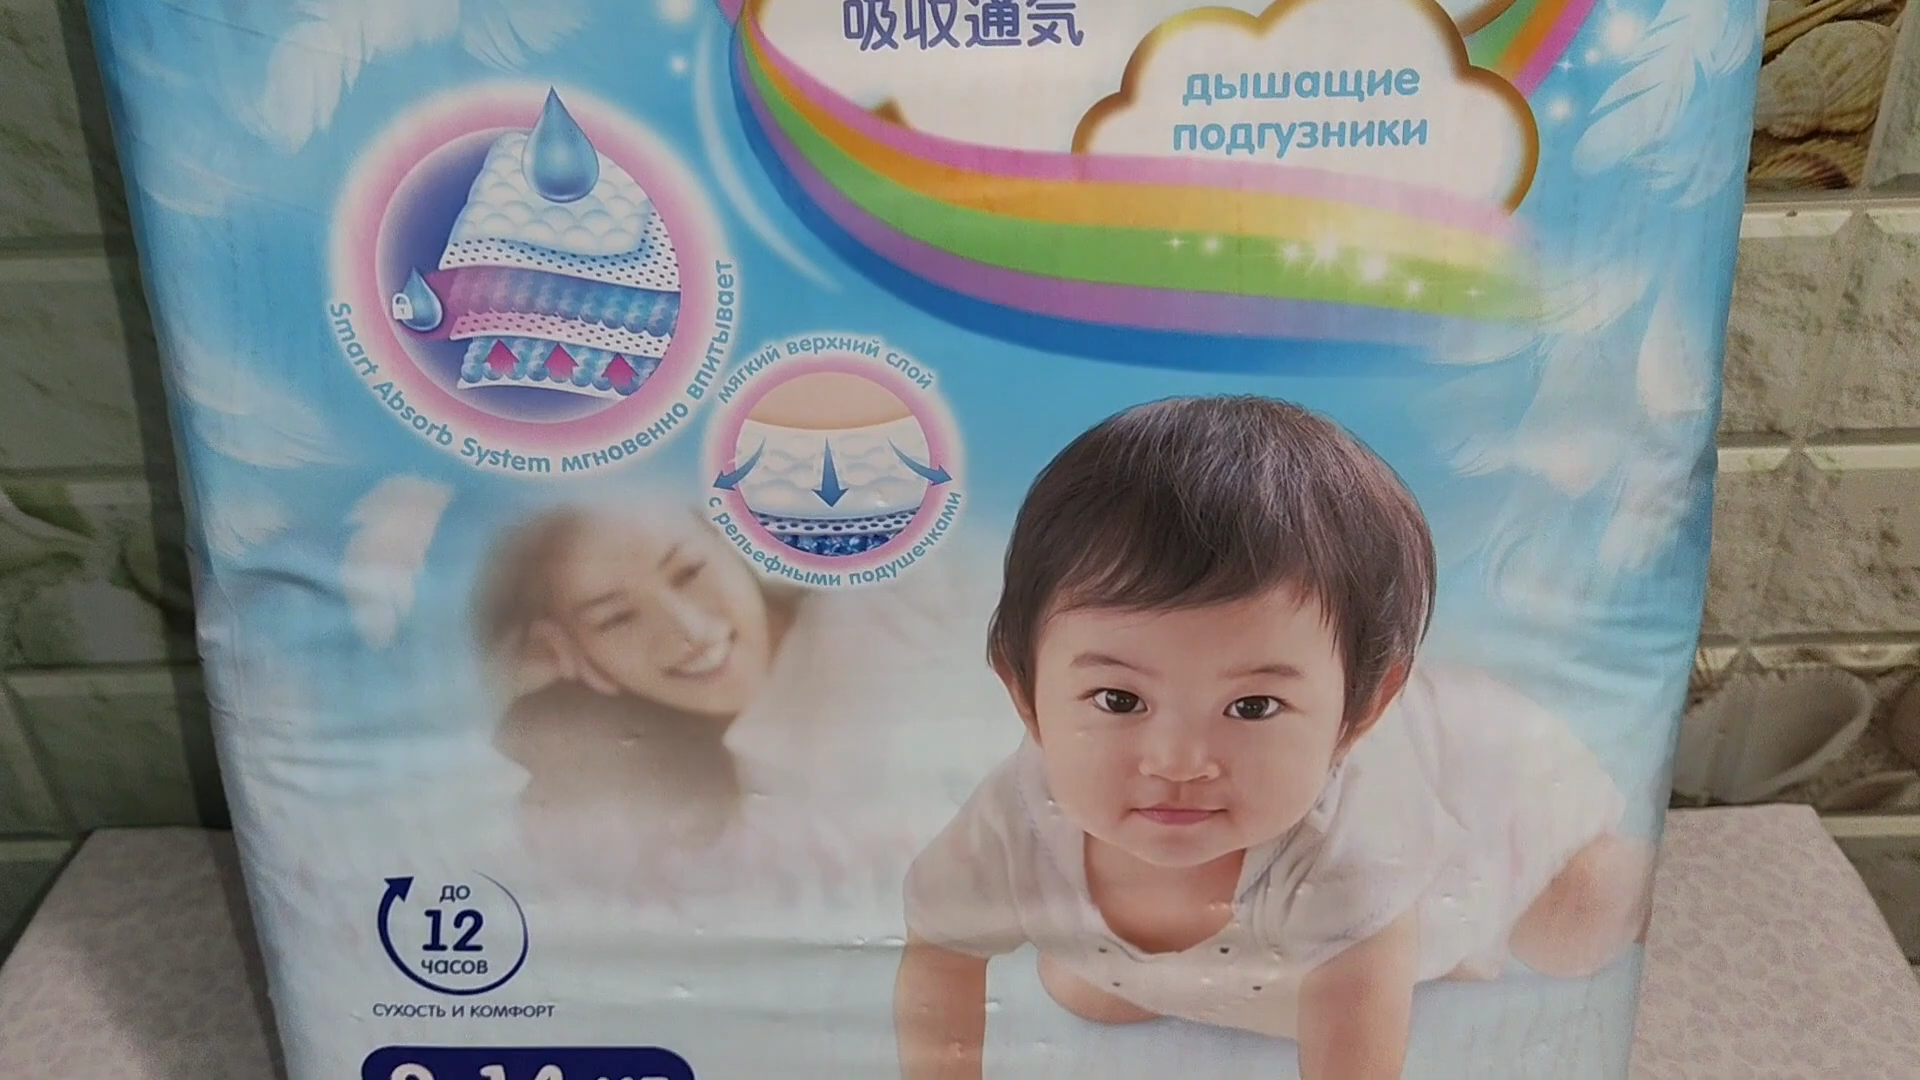 吸收通気
дышащие
подгузники
Smart Absorb System мгновенно впитывает
мягкий верхний слой
с рельефными подушечками
до
12
часов
сухость и комфорт